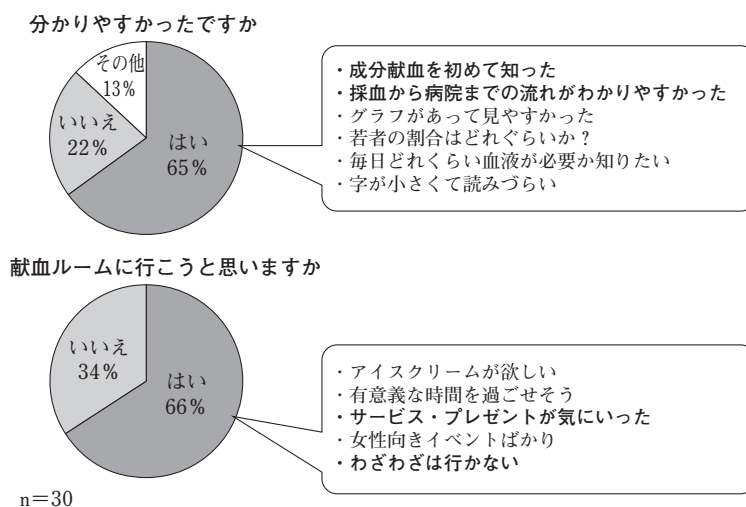 分かりやすかったですか
その他
13%
いいえ
22%
はい
65%
・成分献血を初めて知った
・採血から病院までの流れがわかりやすかった
・グラフがあって見やすかった
・若者の割合はどれぐらいか？
・毎日どれくらい血液が必要か知りたい
・字が小さくて読みづらい
献血ルームに行こうと思いますか
いいえ
34%
はい
66%
・アイスクリームが欲しい
・有意義な時間を過ごせそう
・サービス・プレゼントが気にいった
・女性向きイベントばかり
・わざわざは行かない
n＝30